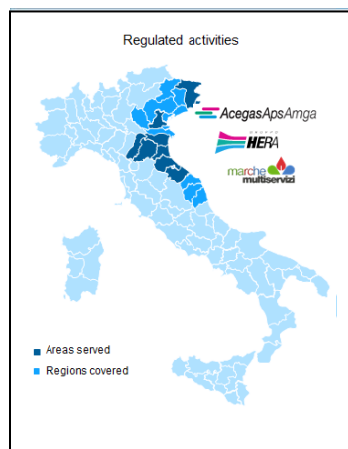 Regulated activities
AcegasApsAmga
GRUPPO
HERA
marche
multiservizi
Areas served
Regions covered